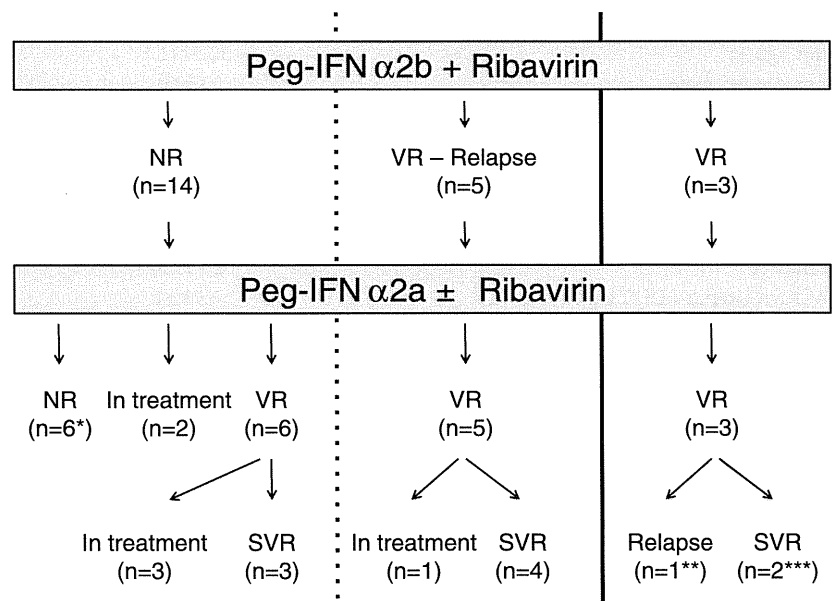 Peg-IFN α2b + Ribavirin
NR VR – Relapse VR
(n=14) (n=5) (n=3)
Peg-IFN α2a ± Ribavirin
NR In treatment VR VR VR
(n=6*) (n=2) (n=6) (n=5) (n=3)
In treatment SVR In treatment SVR Relapse SVR
(n=3) (n=3) (n=1) (n=4) (n=1**) (n=2***)